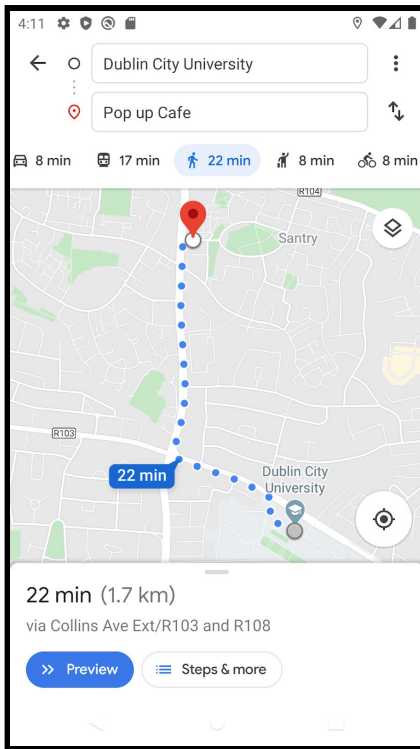 4:11
Dublin City University
Pop up Cafe
8 min
17 min
22 min
8 min
8 min
R104
Santry
R103
22 min
Dublin City
University
22 min (1.7 km)
via Collins Ave Ext/R103 and R108
Preview
Steps & more